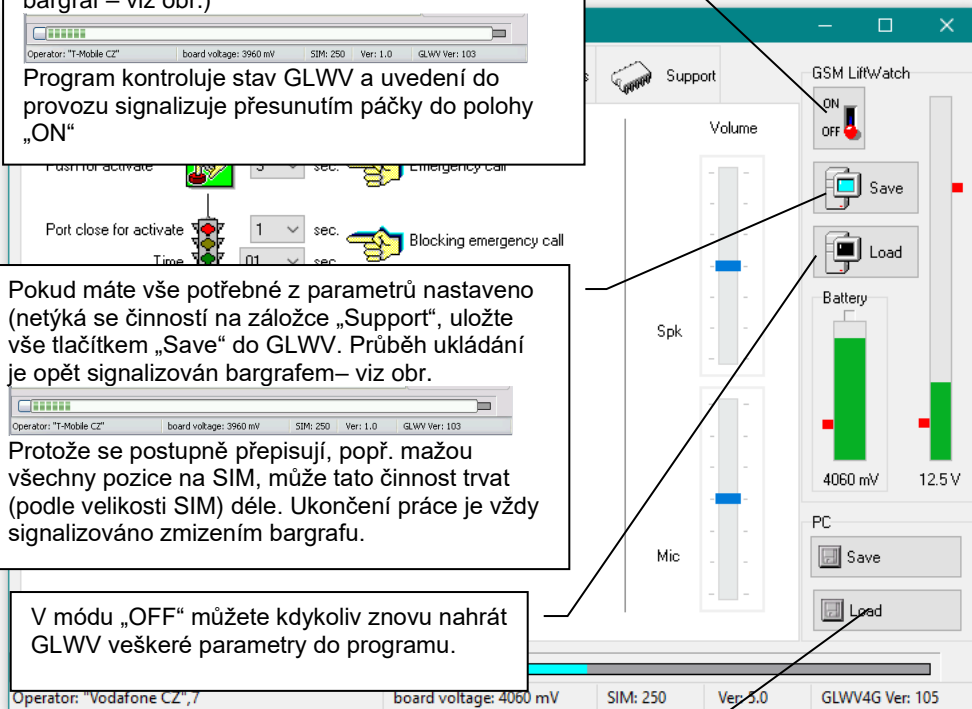 bargraf – viz obr.)
Operator: "T-Mobile CZ" board voltage: 3960 mV SIM: 250 Ver: 1.0 GLWV Ver: 103
Program kontroluje stav GLWV a uvedení do
provozu signalizuje přesunutím páčky do polohy
„ON“
Support
GSM LiftWatch
ON
OFF
Volume
Push for activate
sec.
Emergency call
Save
Port close for activate
1
sec.
Blocking emergency call
Load
Time
01
sec.
Pokud máte vše potřebné z parametrů nastaveno
(netýká se činností na záložce „Support“, uložte
vše tlačítkem „Save“ do GLWV. Průběh ukládání
je opět signalizován bargrafem– viz obr.
Operator: "T-Mobile CZ" board voltage: 3960 mV SIM: 250 Ver: 1.0 GLWV Ver: 103
Protože se postupně přepisují, popř. mažou
všechny pozice na SIM, může tato činnost trvat
(podle velikosti SIM) déle. Ukončení práce je vždy
signalizováno zmizením bargrafu.
Spk
Mic
Battery
4060 mV
12.5 V
PC
Save
Load
V módu „OFF“ můžete kdykoliv znovu nahrát
GLWV veškeré parametry do programu.
Operator: "Vodafone CZ",7 board voltage: 4060 mV SIM: 250 Ver: 5.0 GLWV4G Ver: 105